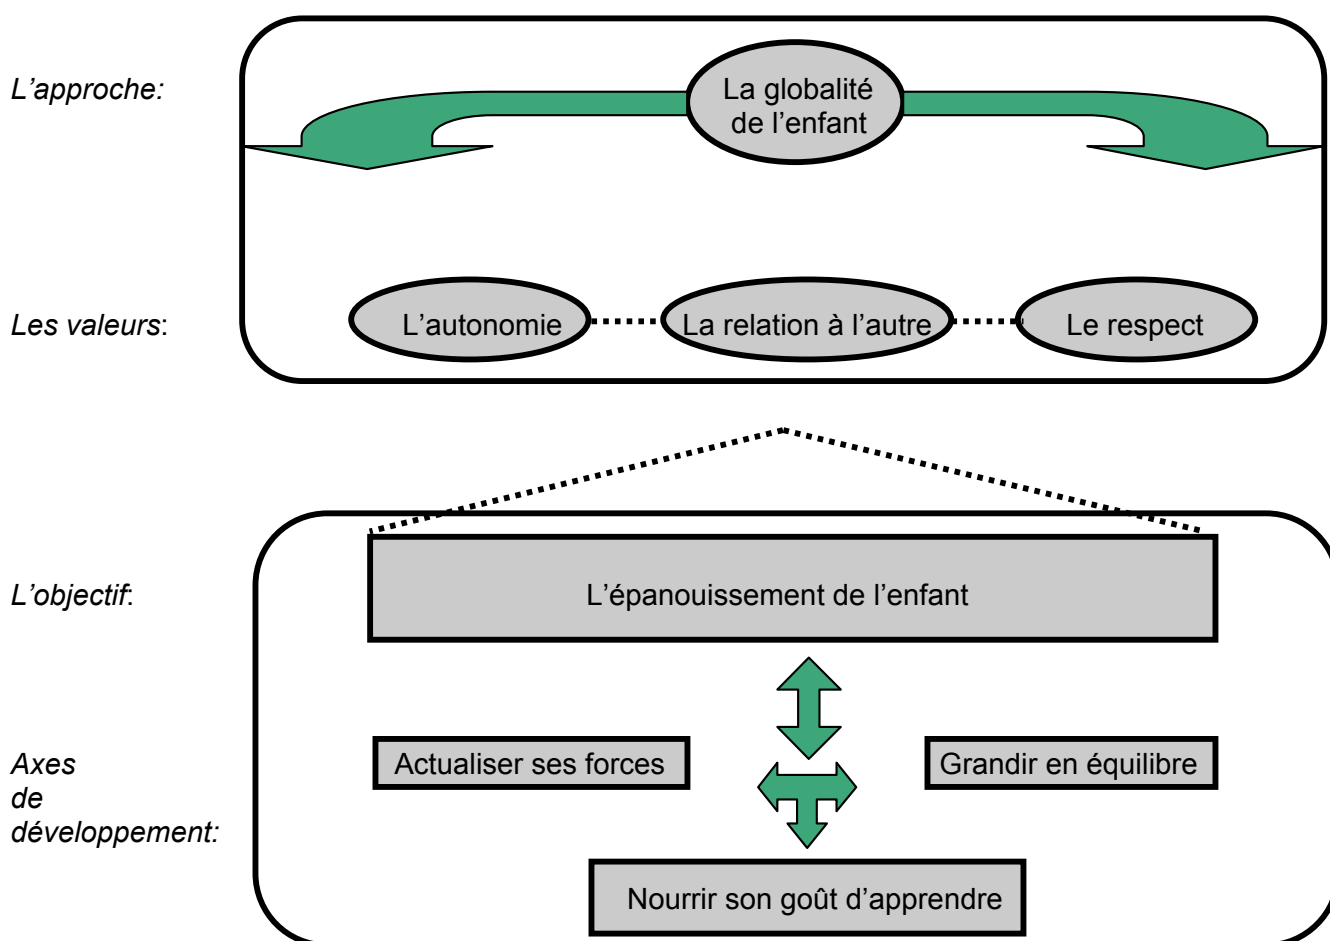 L’approche:
La globalité
de l’enfant
Les valeurs:
L’autonomie
La relation à l’autre
Le respect
L’objectif:
L’épanouissement de l’enfant
Axes
de
développement:
Actualiser ses forces
Grandir en équilibre
Nourrir son goût d’apprendre